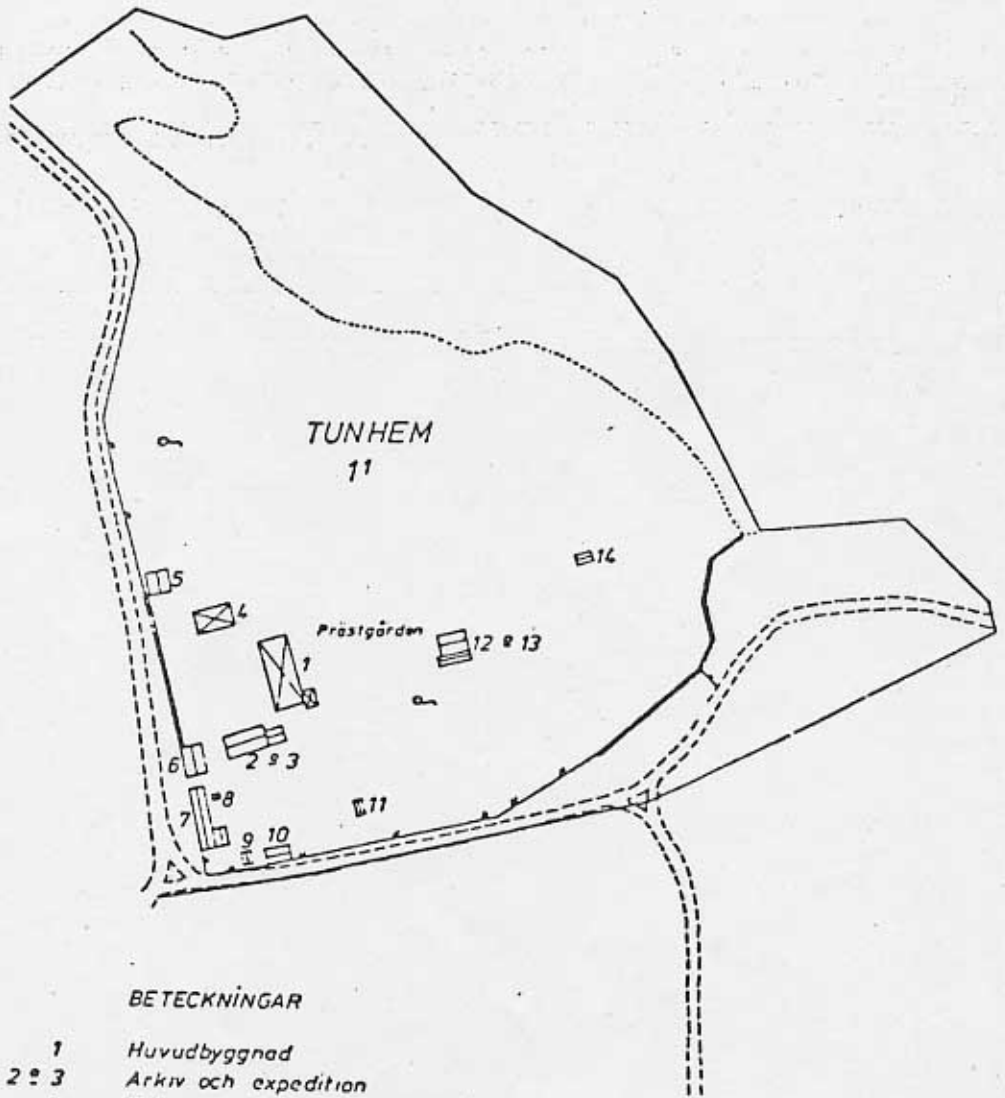 TUNHEM
1¹
5
4
14
Prästgården
1
12 o 13
6
2 o 3
8
7
11
9
10
BETECKNINGAR
1 Huvudbyggnad
2 o 3 Arkiv och expedition